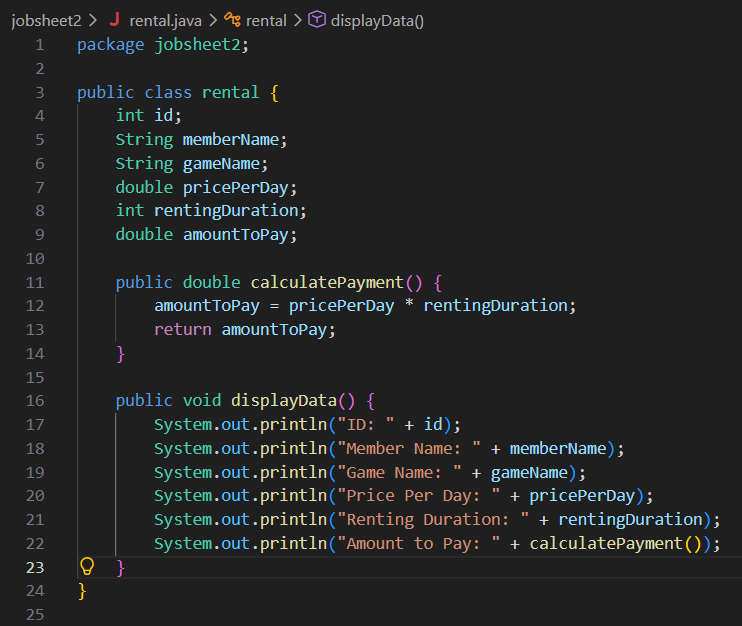 jobsheet2 > J rental.java > rental > displayData()
1 package jobsheet2;
2
3 public class rental {
4     int id;
5     String memberName;
6     String gameName;
7     double pricePerDay;
8     int rentingDuration;
9     double amountToPay;
10
11     public double calculatePayment() {
12         amountToPay = pricePerDay * rentingDuration;
13         return amountToPay;
14     }
15
16     public void displayData() {
17         System.out.println("ID: " + id);
18         System.out.println("Member Name: " + memberName);
19         System.out.println("Game Name: " + gameName);
20         System.out.println("Price Per Day: " + pricePerDay);
21         System.out.println("Renting Duration: " + rentingDuration);
22         System.out.println("Amount to Pay: " + calculatePayment());
23     }
24 }
25